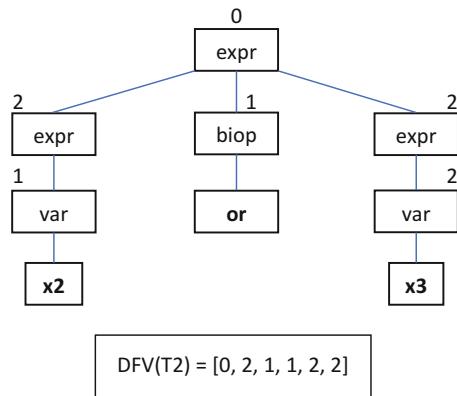 0
expr
2 1 2
expr biop expr
1 2
var or var
x2 x3
DFV(T2) = [0, 2, 1, 1, 2, 2]